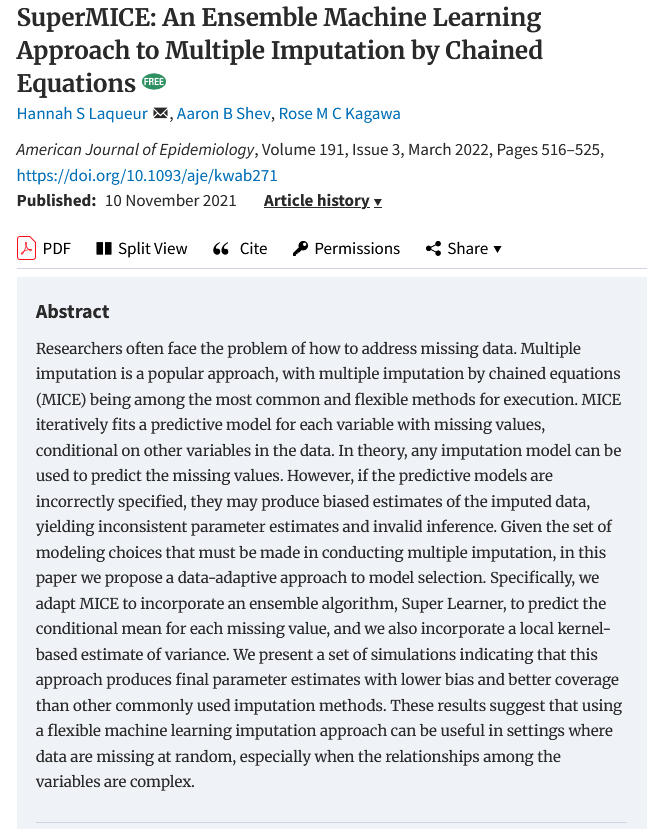 SuperMICE: An Ensemble Machine Learning
Approach to Multiple Imputation by Chained
Equations FREE
Hannah S Laqueur, Aaron B Shev, Rose M C Kagawa
American Journal of Epidemiology, Volume 191, Issue 3, March 2022, Pages 516–525,
https://doi.org/10.1093/aje/kwab271
Published: 10 November 2021 Article history ▾
PDF Split View Cite Permissions Share ▾
Abstract
Researchers often face the problem of how to address missing data. Multiple
imputation is a popular approach, with multiple imputation by chained equations
(MICE) being among the most common and flexible methods for execution. MICE
iteratively fits a predictive model for each variable with missing values,
conditional on other variables in the data. In theory, any imputation model can be
used to predict the missing values. However, if the predictive models are
incorrectly specified, they may produce biased estimates of the imputed data,
yielding inconsistent parameter estimates and invalid inference. Given the set of
modeling choices that must be made in conducting multiple imputation, in this
paper we propose a data-adaptive approach to model selection. Specifically, we
adapt MICE to incorporate an ensemble algorithm, Super Learner, to predict the
conditional mean for each missing value, and we also incorporate a local kernel-
based estimate of variance. We present a set of simulations indicating that this
approach produces final parameter estimates with lower bias and better coverage
than other commonly used imputation methods. These results suggest that using
a flexible machine learning imputation approach can be useful in settings where
data are missing at random, especially when the relationships among the
variables are complex.